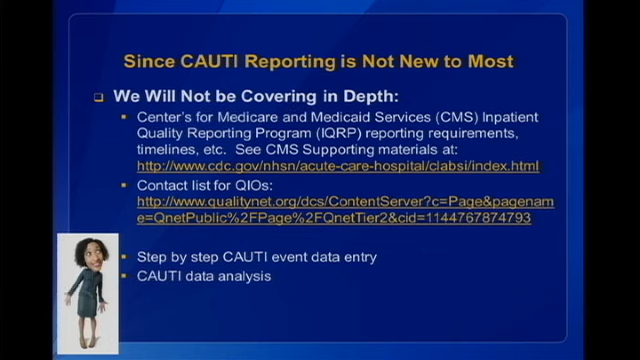 Since CAUTI Reporting is Not New to Most
We Will Not be Covering in Depth:
Center's for Medicare and Medicaid Services (CMS) Inpatient
Quality Reporting Program (IQRP) reporting requirements,
timelines, etc. See CMS Supporting materials at:
http://www.cdc.gov/nhsn/acute-care-hospital/clabsi/index.html
Contact list for QIOs:
http://www.qualitynet.org/dcs/ContentServer?c=Page&pagenam
e=QnetPublic%2FPage%2FQnetTier2&cid=1144767874793
Step by step CAUTI event data entry
CAUTI data analysis